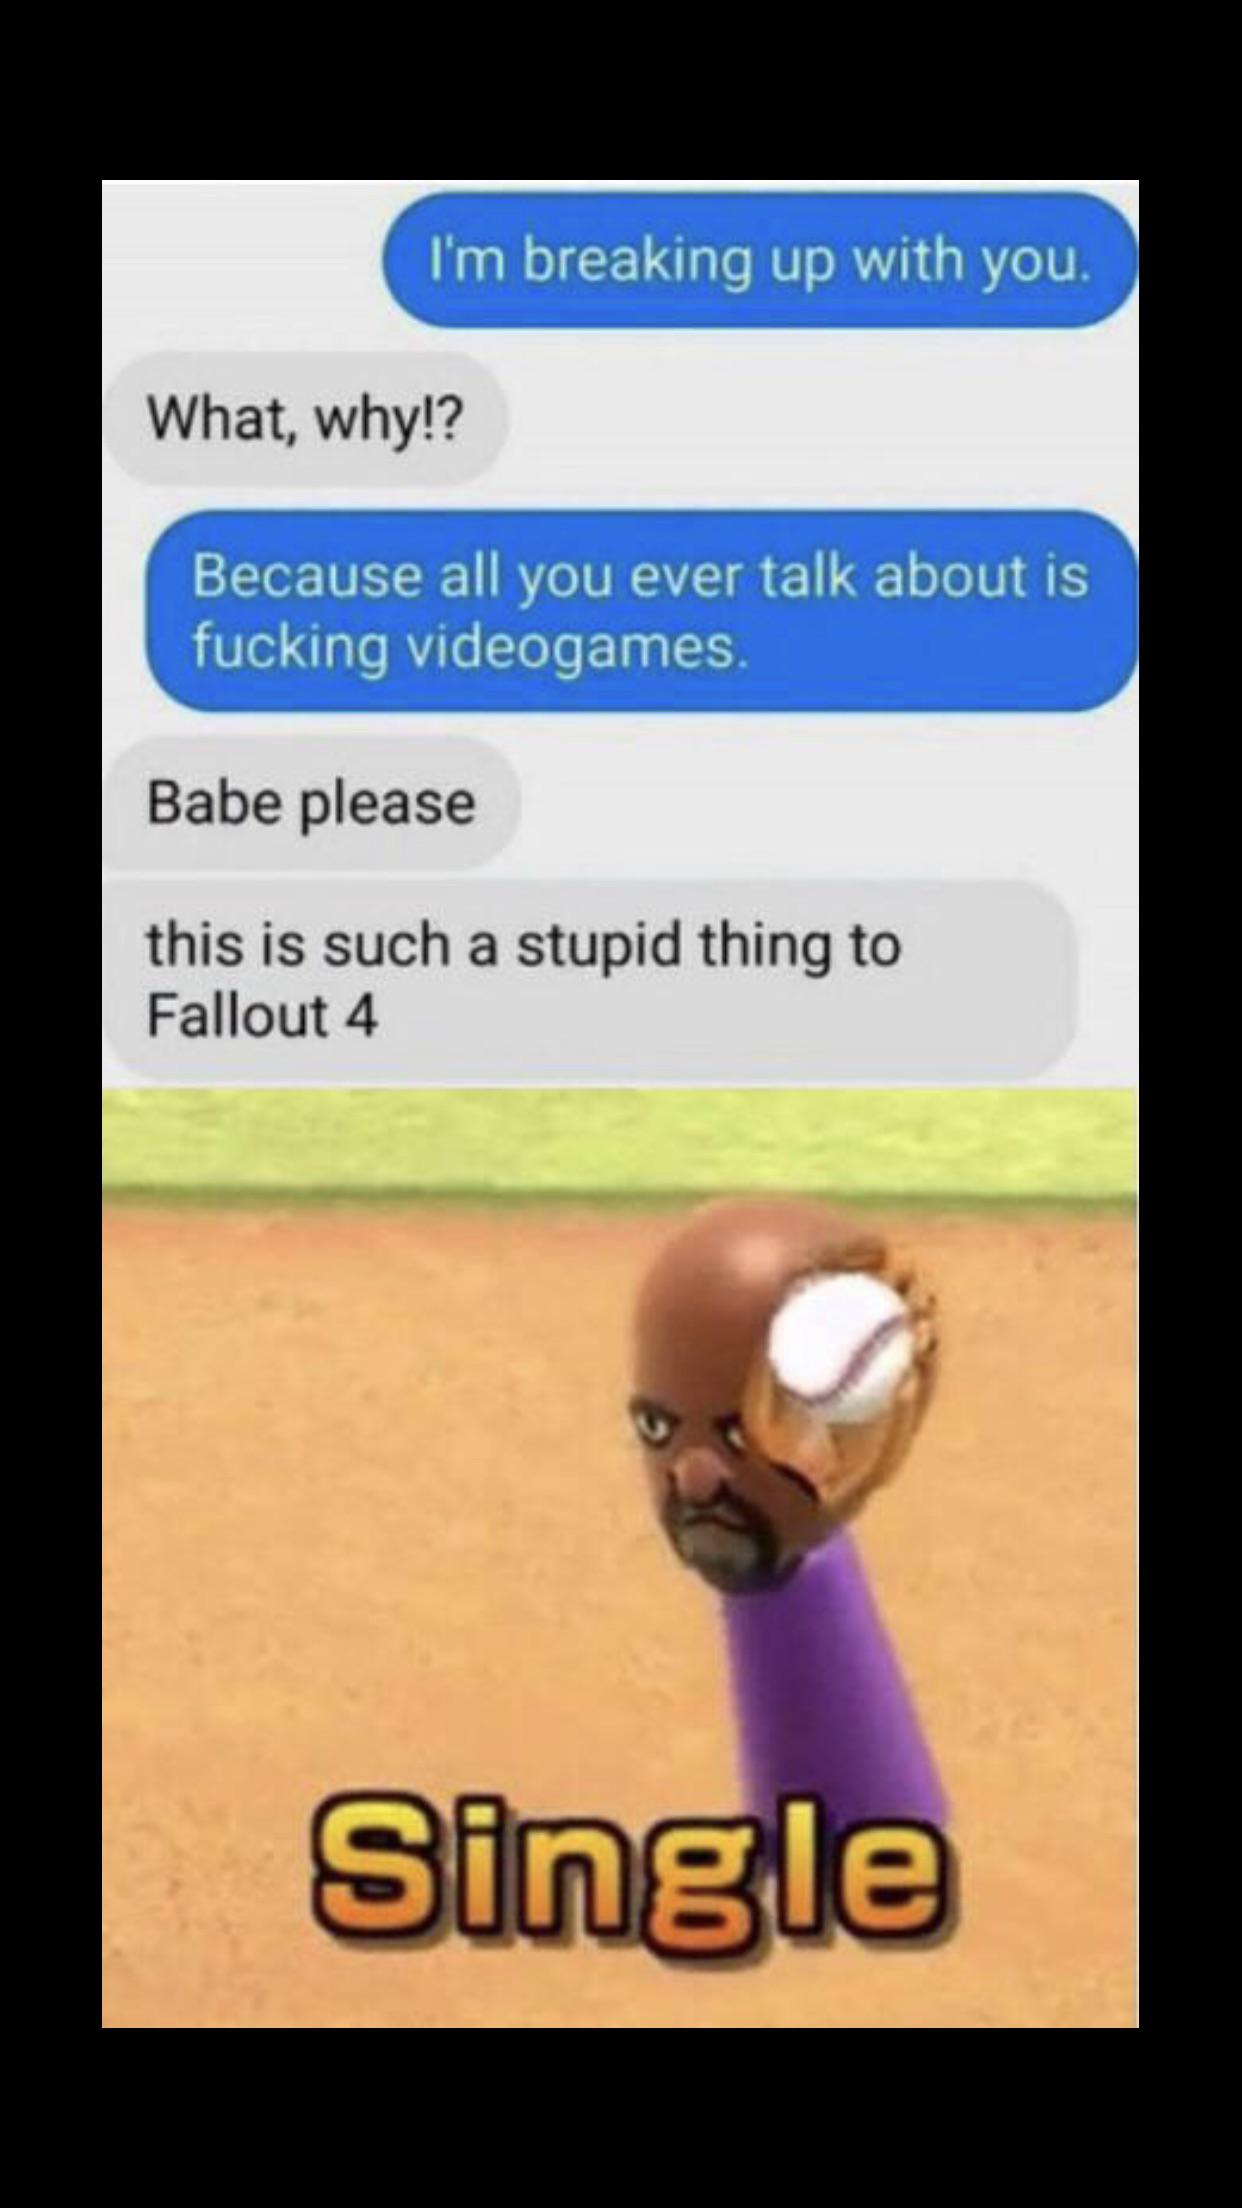 I'm breaking up with you.
What, why!?
Because all you ever talk about is
fucking videogames.
Babe please
this is such a stupid thing to
Fallout 4
Single